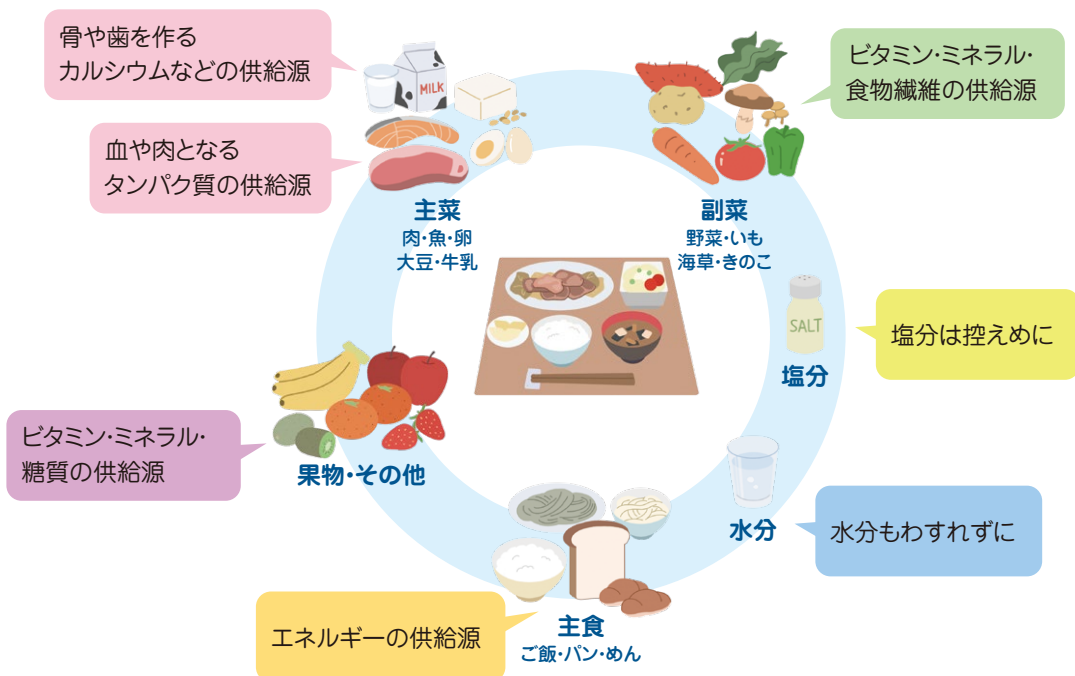 骨や歯を作る
カルシウムなどの供給源
血や肉となる
タンパク質の供給源
MILK
主菜
肉・魚・卵
大豆・牛乳
ビタミン・ミネラル・
食物繊維の供給源
副菜
野菜・いも
海草・きのこ
SALT
塩分
塩分は控えめに
ビタミン・ミネラル・
糖質の供給源
果物・その他
水分
水分もわすれずに
エネルギーの供給源
主食
ご飯・パン・めん